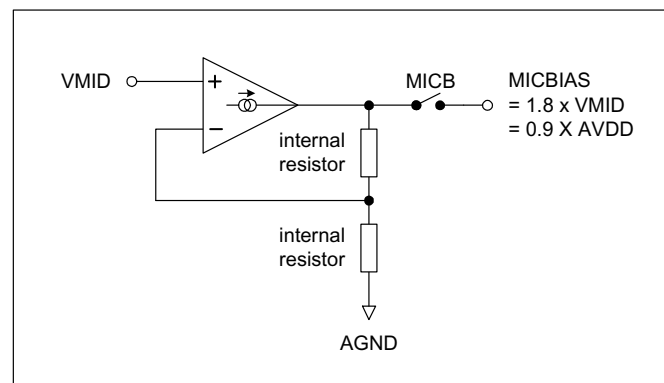 VMID
+
−
MICB
MICBIAS
= 1.8 x VMID
= 0.9 X AVDD
internal
resistor
internal
resistor
AGND